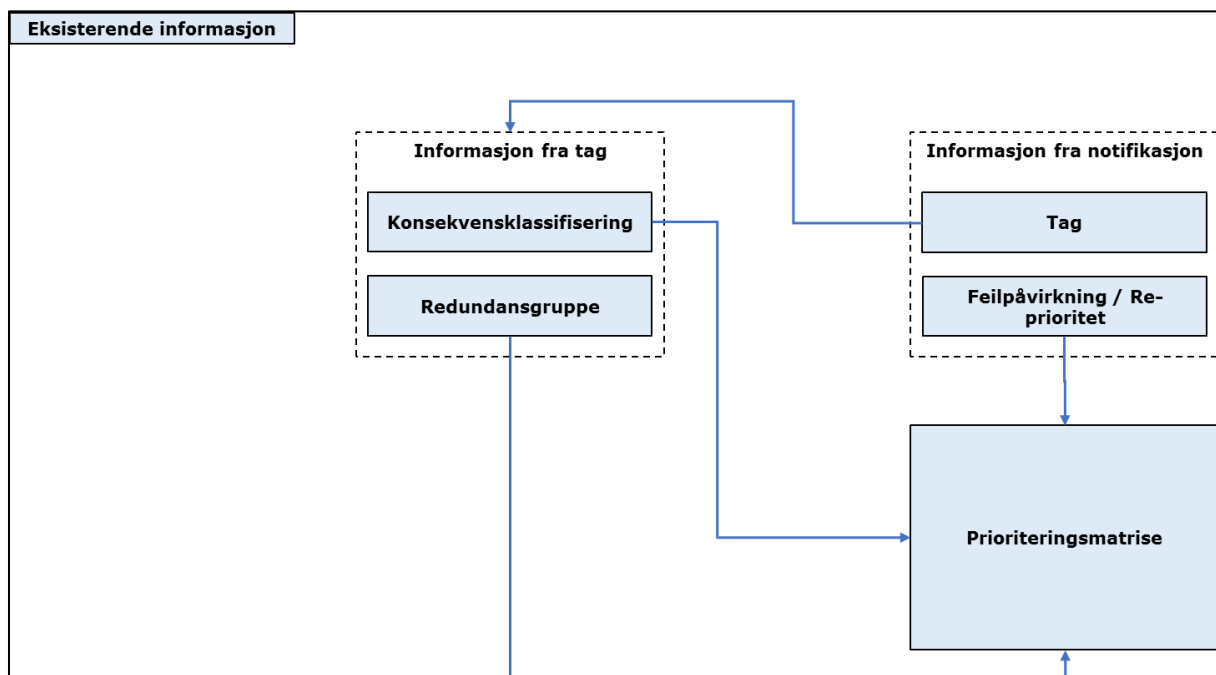 Eksisterende informasjon
Informasjon fra tag
Informasjon fra notifikasjon
Konsekvensklassifisering
Tag
Redundansgruppe
Feilpåvirkning / Re-
prioritet
Prioriteringsmatrise